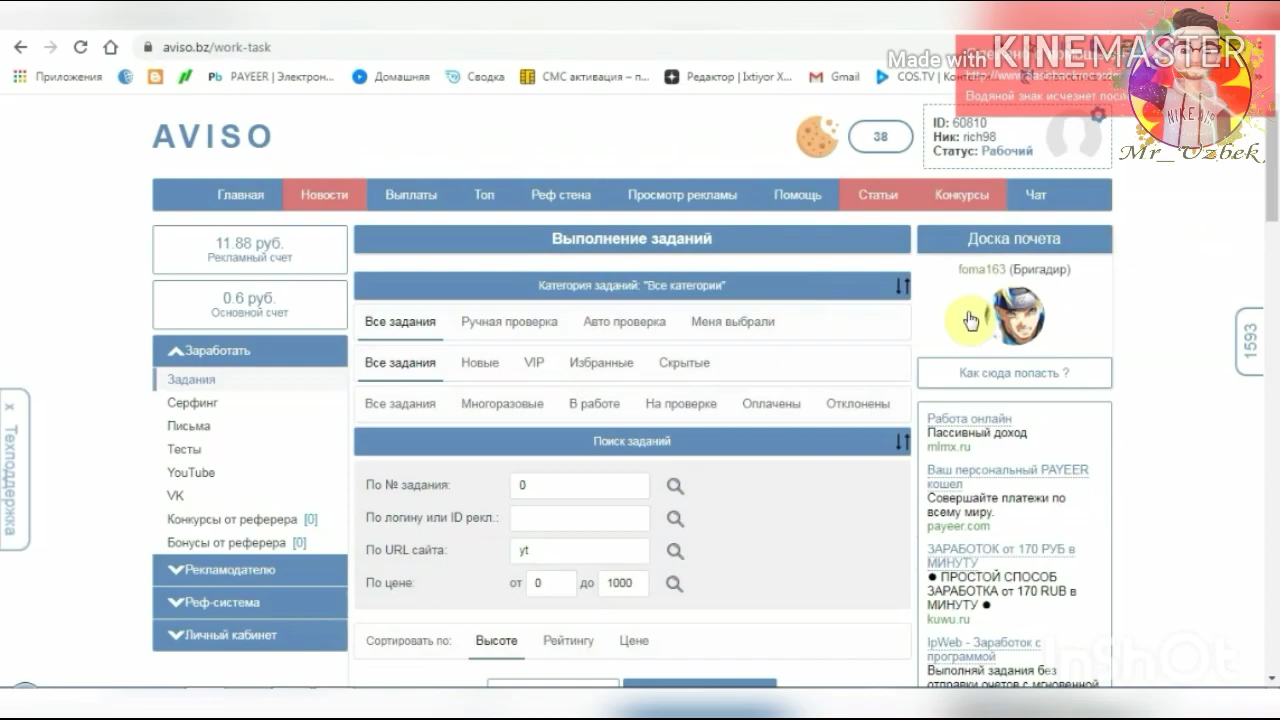 aviso.bz/work-task
Made with KINEMASTER
Приложения
PAYEER | Электрон...
Домашняя
Сводка
СМС активация – п...
Редактор | Ixtiyor X...
Gmail
COS.TV | Конт
Водяной знак исчезнет посл
NIKE
Mr_Uzbek
AVISO
38
ID: 60810
Ник: rich98
Статус: Рабочий
Главная
Новости
Выплаты
Топ
Реф стена
Просмотр рекламы
Помощь
Статьи
Конкурсы
Чат
11.88 руб.
Рекламный счет
0.6 руб.
Основной счет
Заработать
Задания
Серфинг
Письма
Тесты
YouTube
VK
Конкурсы от реферера [0]
Бонусы от реферера [0]
Рекламодателю
Реф-система
Личный кабинет
x Техподдержка
Выполнение заданий
Категория заданий: "Все категории"
Все задания Ручная проверка Авто проверка Меня выбрали
Все задания Новые VIP Избранные Скрытые
Все задания Многоразовые В работе На проверке Оплачены Отклонены
Поиск заданий
По № задания: 0
По логину или ID рекл.:
По URL сайта: yt
По цене: от 0 до 1000
Сортировать по: Высоте Рейтингу Цене
Доска почета
foma163 (Бригадир)
Как сюда попасть ?
1593
Работа онлайн
Пассивный доход
mlmx.ru
Ваш персональный PAYEER
кошел
Совершайте платежи по
всему миру.
payeer.com
ЗАРАБОТОК от 170 РУБ в
МИНУТУ
● ПРОСТОЙ СПОСОБ
ЗАРАБОТКА от 170 RUB в
МИНУТУ ●
kuwu.ru
IpWeb - Заработок с
программой
Выполняй задания без
отправки отчетов с мгновенной
InShOt